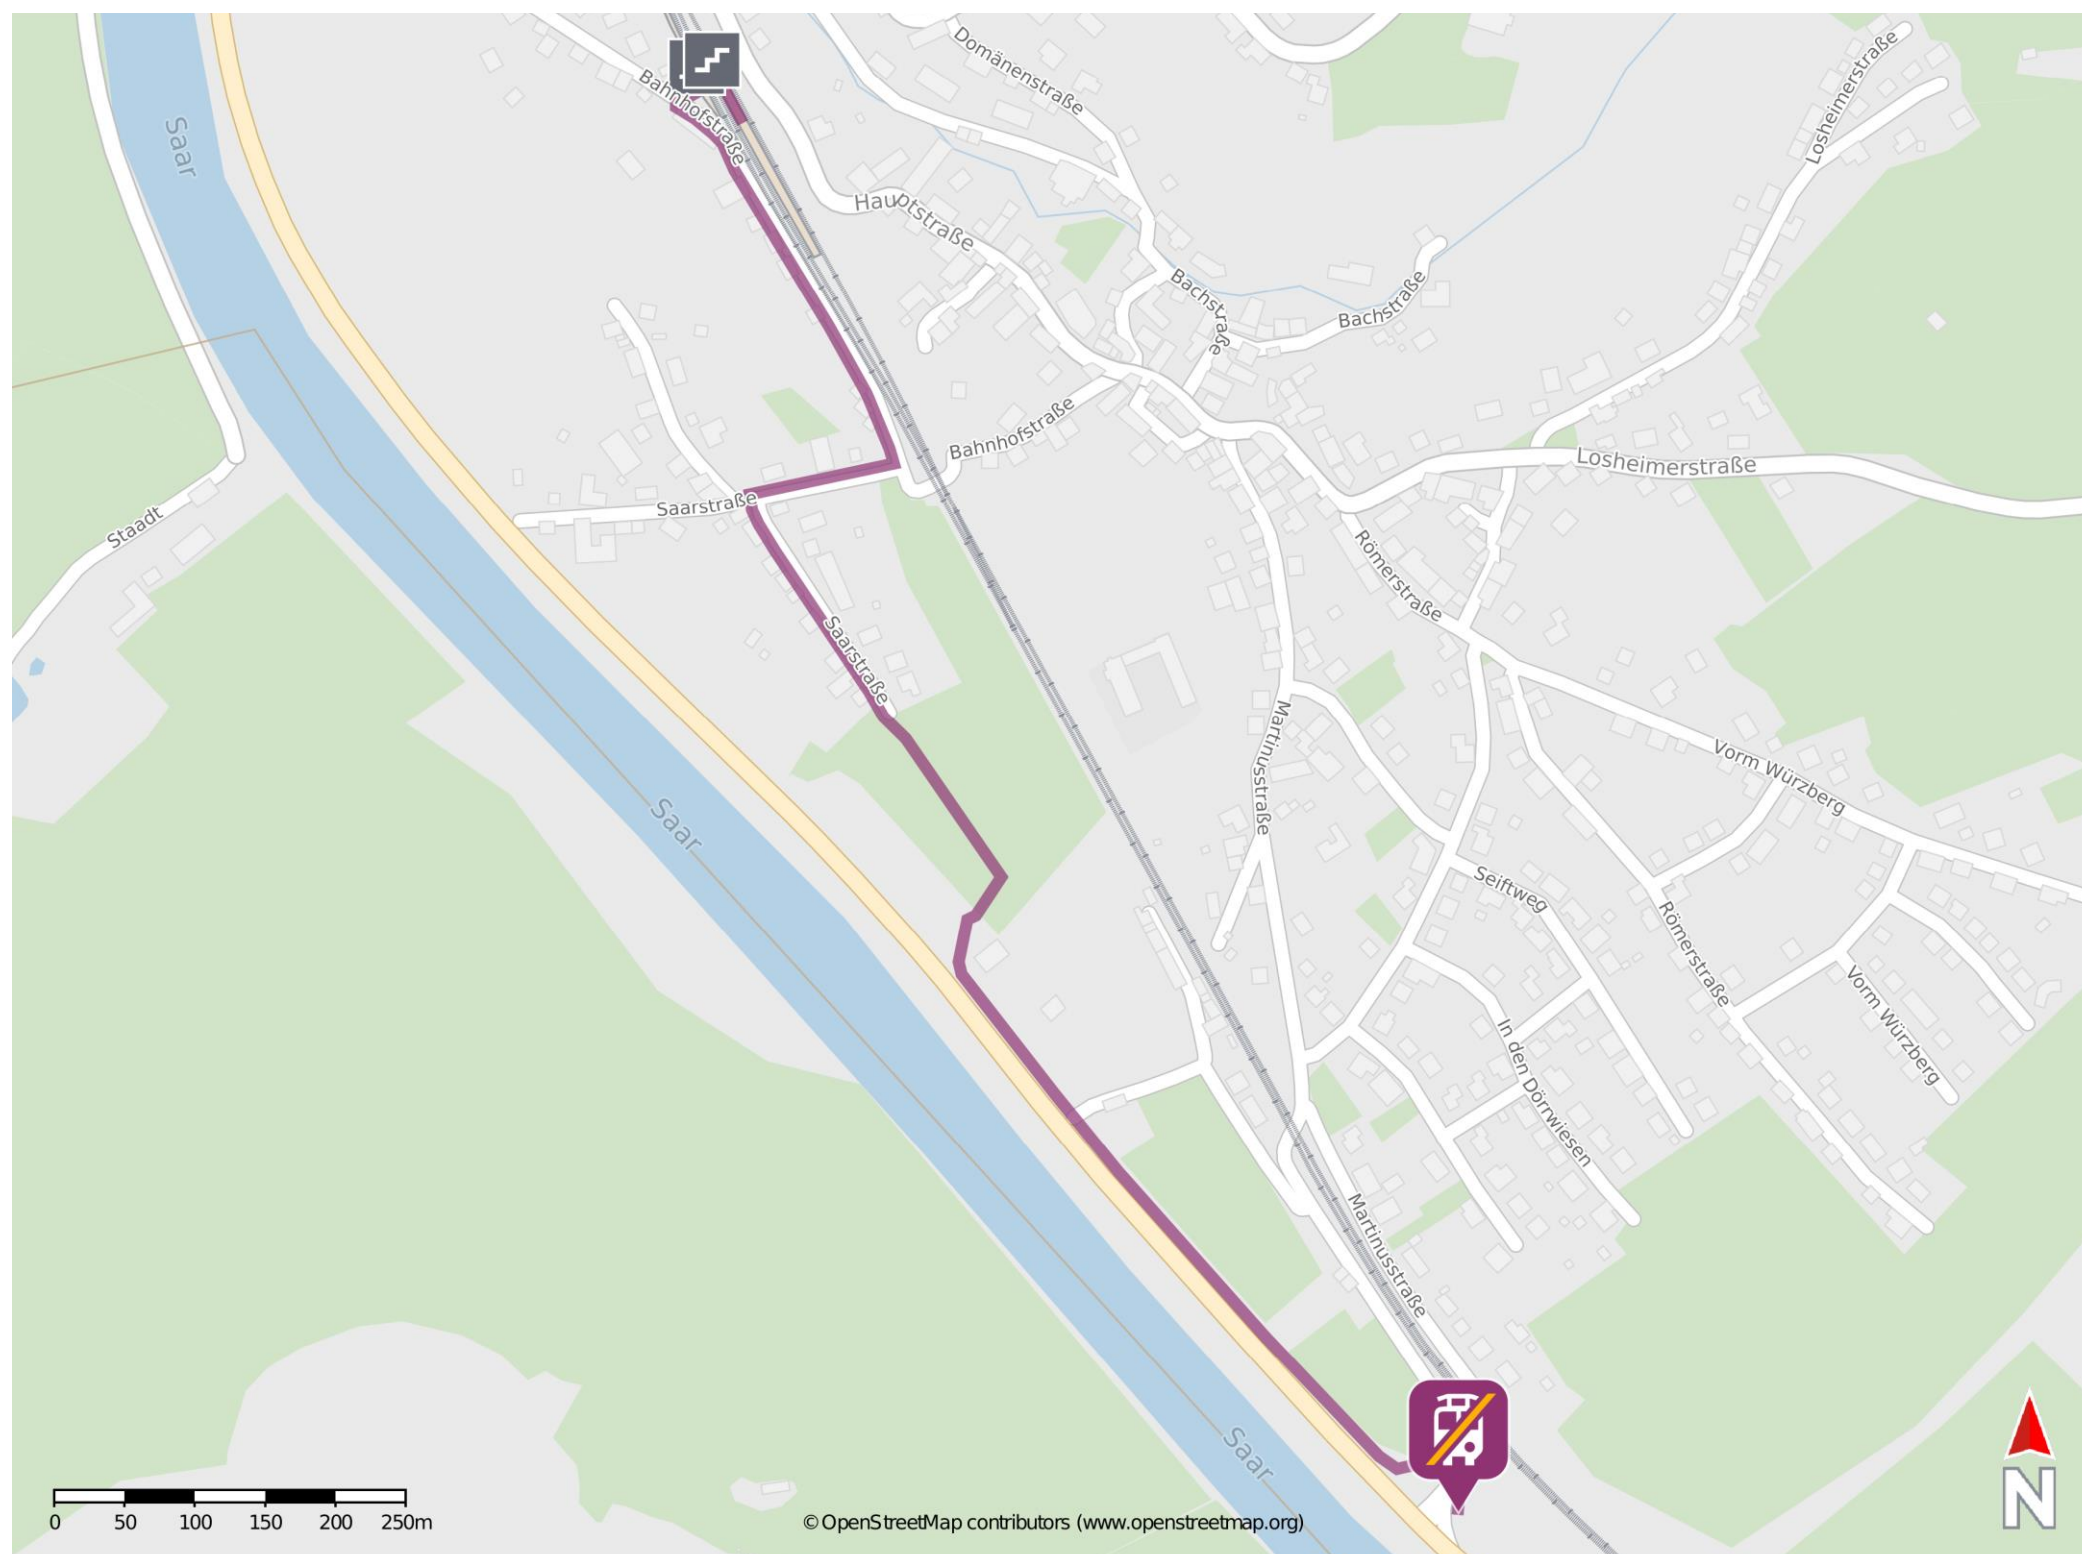 Domänenstraße
Losheimerstraße
Bahnhofstraße
Saar
Hauptstraße
Bachstraße
Bachstraße
Bahnhofstraße
Losheimerstraße
Saarstraße
Staadt
Römerstraße
Saarstraße
Martinusstraße
Vorm Würzberg
Saar
Seiftweg
Römerstraße
Vorm Würzberg
In den Dörrwiesen
Martinusstraße
Saar
N
0 50 100 150 200 250m
© OpenStreetMap contributors (www.openstreetmap.org)